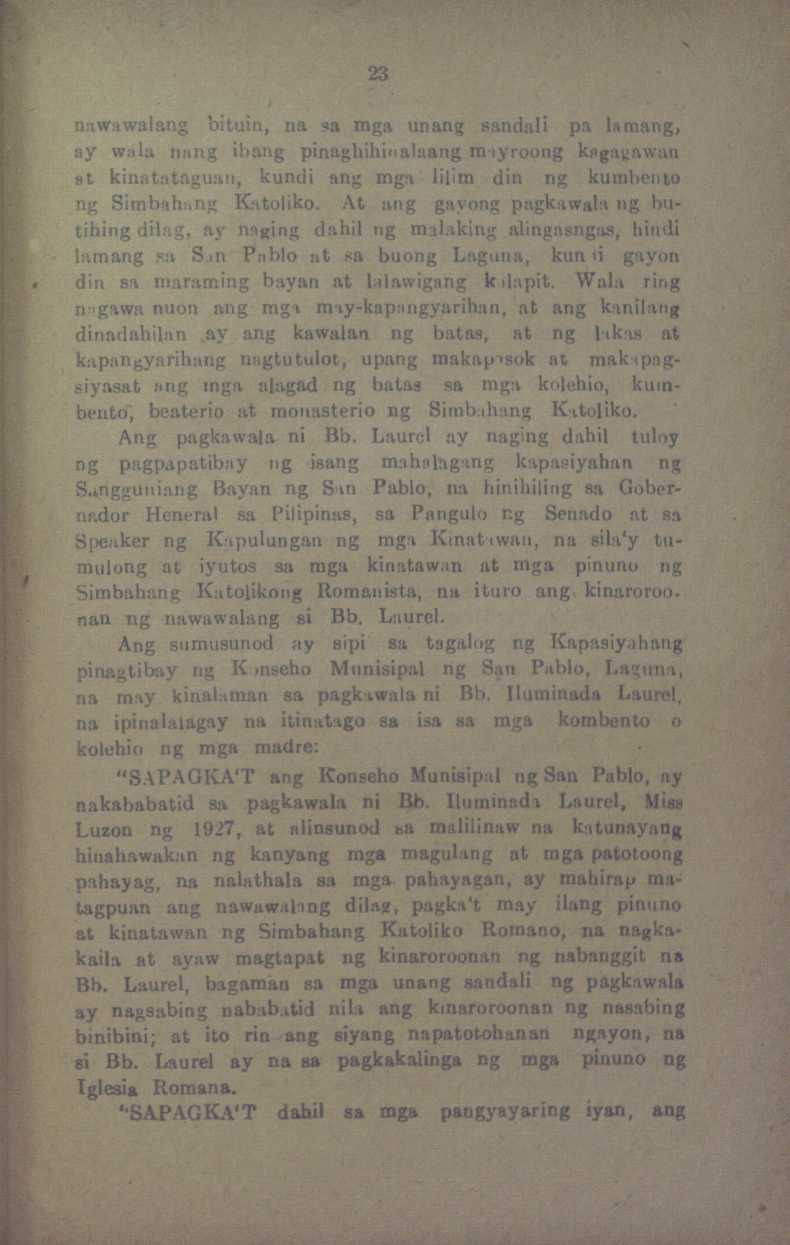 23
nawawalang bituin, na sa mga unang sandali pa lamang,
ay wala nang ibang pinaghihinalaang mayroong kagagawan
at kinatataguan, kundi ang mga lilim din ng kumbento
ng Simbahang Katoliko. At ang gayong pagkawala ng bu-
tihing dilag, ay naging dahil ng malaking alingasngas, hindi
lamang sa San Pablo at sa buong Laguna, kundi gayon
din sa maraming bayan at lalawigang kalapit. Wala ring
nagawa nuon ang mga may-kapangyarihan, at ang kanilang
dinadahilan ay ang kawalan ng batas, at ng lakas at
kapangyarihang nagtutulot, upang makapasok at makapag-
siyasat ang mga alagad ng batas sa mga kolehio, kum-
bento, beaterio at monasterio ng Simbahang Katoliko.
Ang pagkawala ni Bb. Laurel ay naging dahil tuloy
ng pagpapatibay ng isang mahalagang kapasiyahan ng
Sangguniang Bayan ng San Pablo, na hinihiling sa Gober-
nador Heneral sa Pilipinas, sa Pangulo ng Senado at sa
Speaker ng Kapulungan ng mga Kinatawan, na sila'y tu-
mulong at iyutos sa mga kinatawan at mga pinuno ng
Simbahang Katolikong Romanista, na ituro ang kinaroroo-
nan ng nawawalang si Bb. Laurel.
Ang sumusunod ay sipi sa tagalog ng Kapasiyahang
pinagtibay ng Konseho Munisipal ng San Pablo, Laguna,
na may kinalaman sa pagkawala ni Bb. Iluminada Laurel,
na ipinalalagay na itinatago sa isa sa mga kombento o
kolehio ng mga madre:
"SAPAGKA'T ang Konseho Munisipal ng San Pablo, ay
nakababatid sa pagkawala ni Bb. Iluminada Laurel, Miss
Luzon ng 1927, at alinsunod sa malilinaw na katunayang
hinahawakan ng kanyang mga magulang at mga patotoong
pahayag, na nalathala sa mga pahayagan, ay mahirap ma-
tagpuan ang nawawalang dilag, pagka't may ilang pinuno
at kinatawan ng Simbahang Katoliko Romano, na nagka-
kaila at ayaw magtapat ng kinaroroonan ng nabanggit na
Bb. Laurel, bagaman sa mga unang sandali ng pagkawala
ay nagsabing nababatid nila ang kinaroroonan ng nasabing
binibini; at ito rin ang siyang napatotohanan ngayon, na
si Bb. Laurel ay na sa pagkakalinga ng mga pinuno ng
Iglesia Romana.
"SAPAGKA'T dahil sa mga pangyayaring iyan, ang